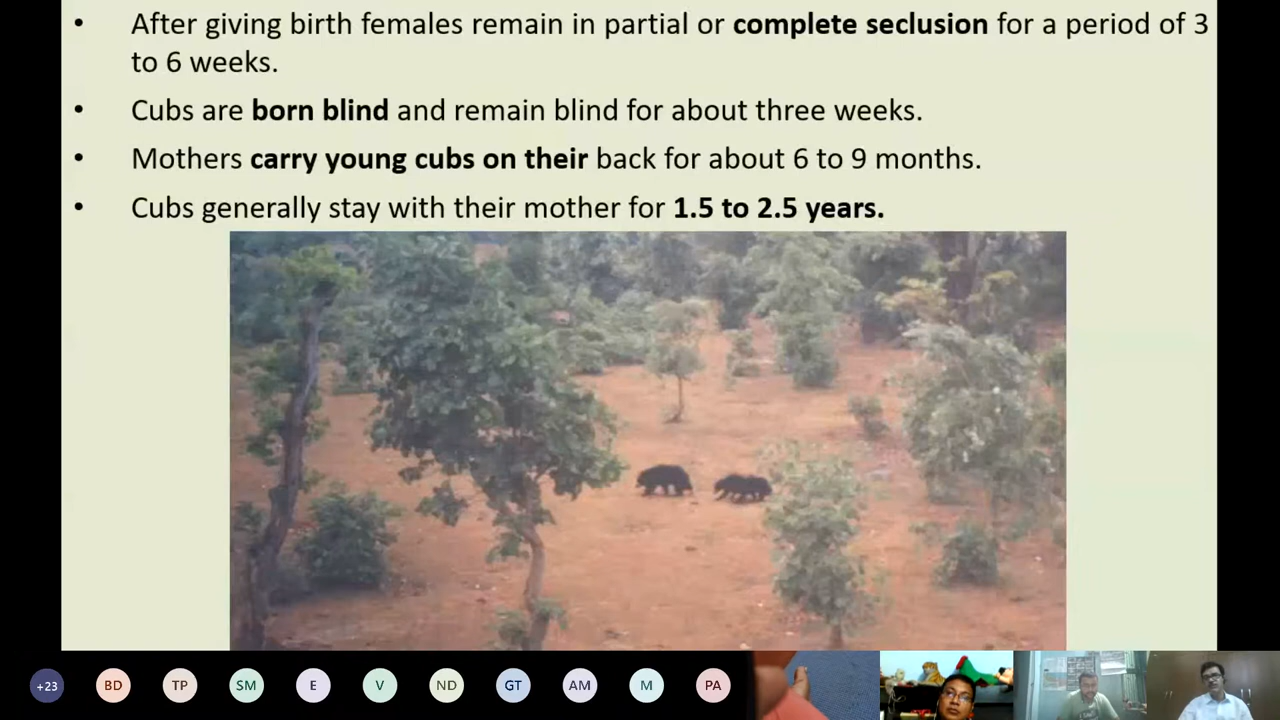 • After giving birth females remain in partial or complete seclusion for a period of 3
to 6 weeks.
• Cubs are born blind and remain blind for about three weeks.
• Mothers carry young cubs on their back for about 6 to 9 months.
• Cubs generally stay with their mother for 1.5 to 2.5 years.
+23 BD TP SM E V ND GT AM M PA